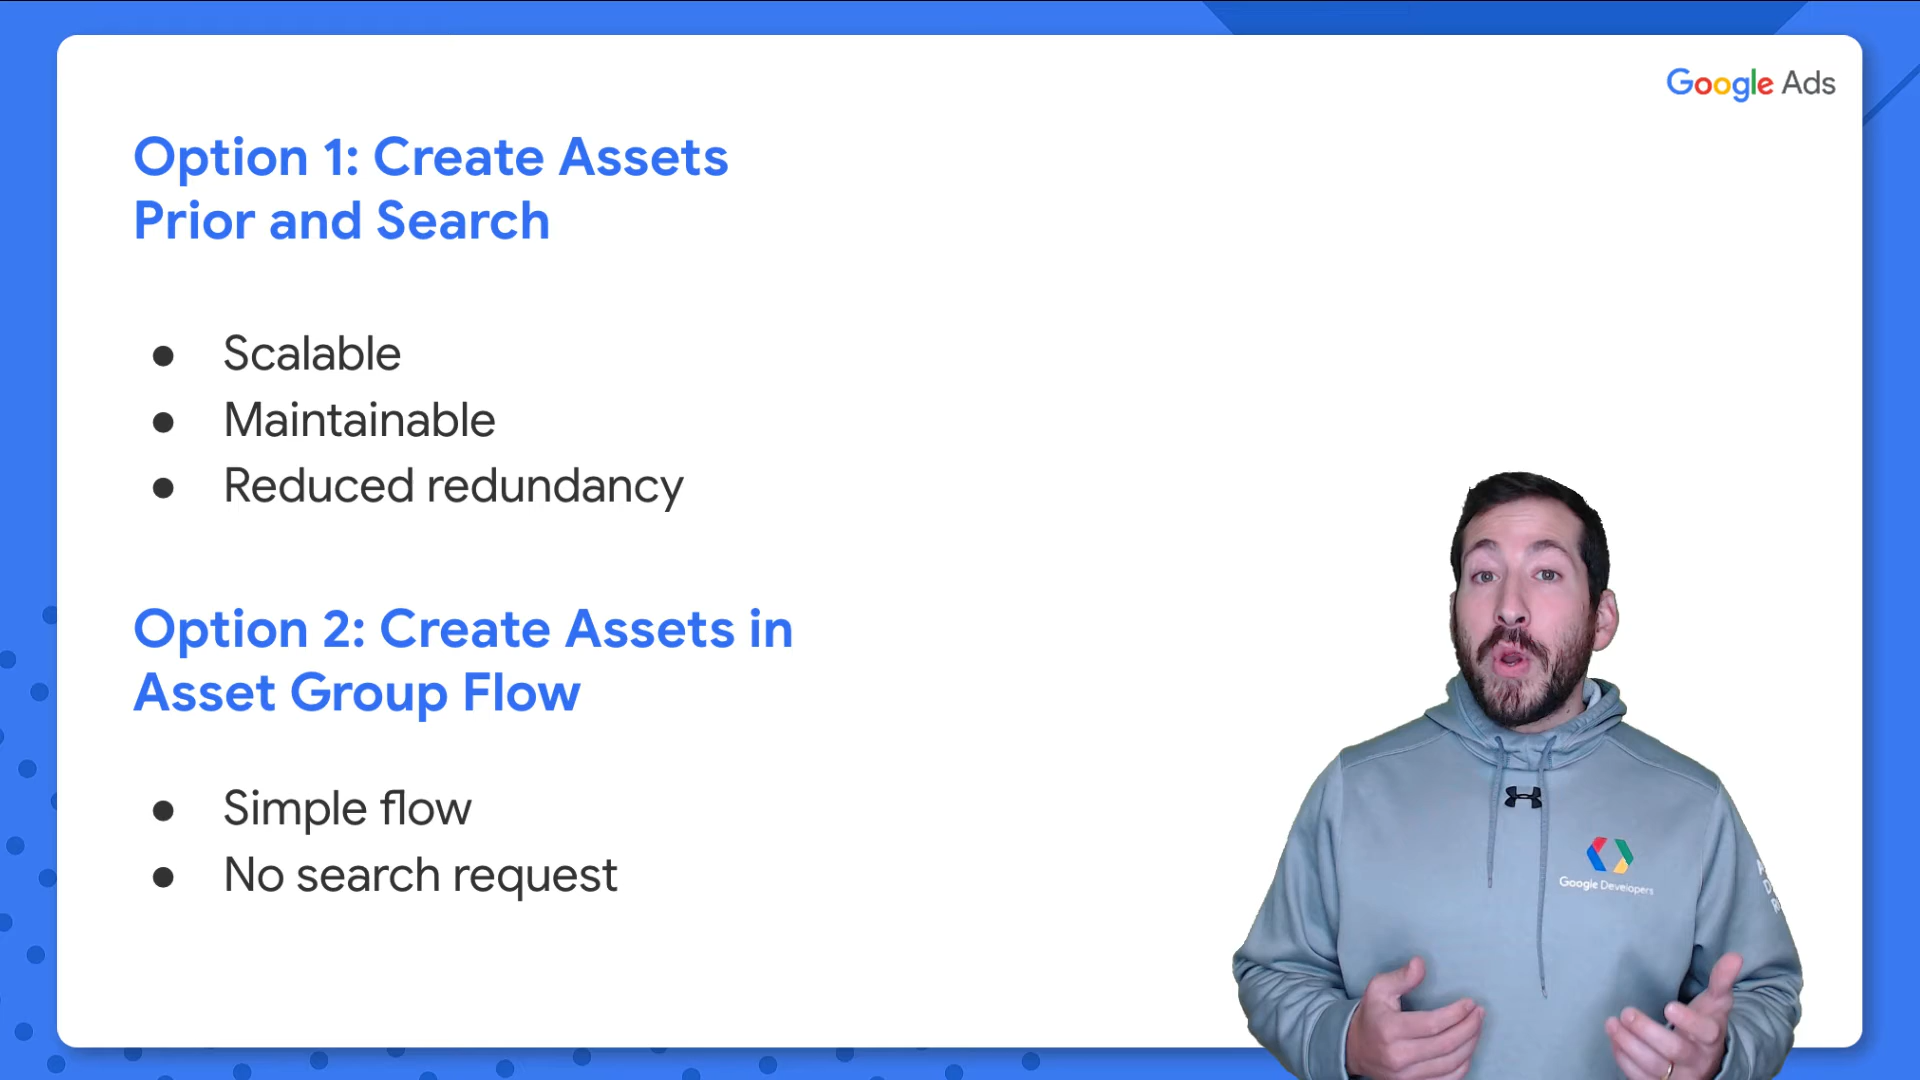 Google Ads
Option 1: Create Assets
Prior and Search
● Scalable
● Maintainable
● Reduced redundancy
Option 2: Create Assets in
Asset Group Flow
● Simple flow
● No search request
Google Developers